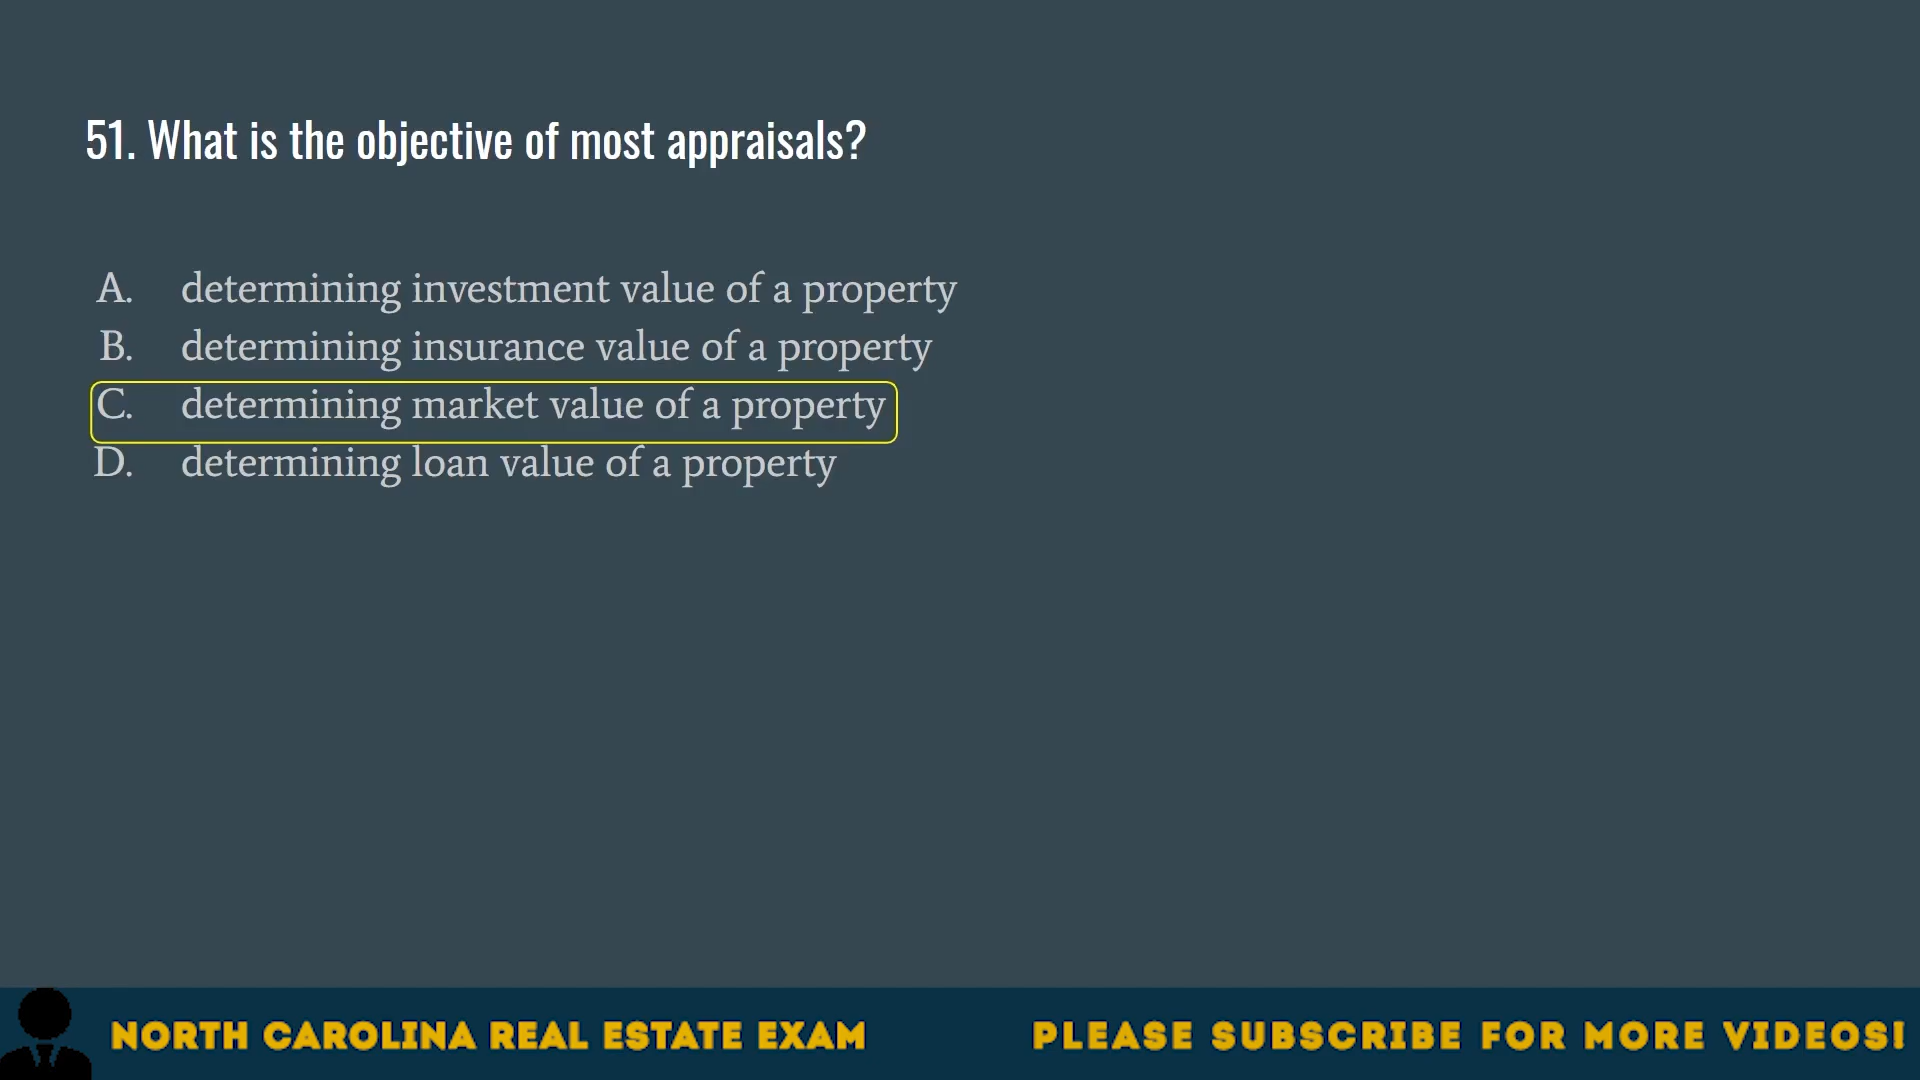 51. What is the objective of most appraisals?
A. determining investment value of a property
B. determining insurance value of a property
C. determining market value of a property
D. determining loan value of a property
NORTH CAROLINA REAL ESTATE EXAM
PLEASE SUBSCRIBE FOR MORE VIDEOS!